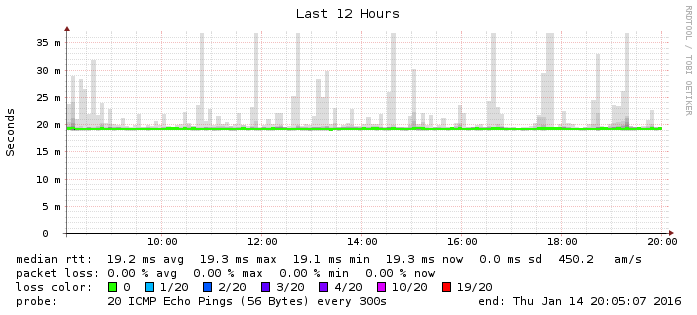 Last 12 Hours
RRDTOOL / TOBI OETIKER
Seconds
35 m
30 m
25 m
20 m
15 m
10 m
5 m
0
10:00 12:00 14:00 16:00 18:00 20:00
median rtt: 19.2 ms avg 19.3 ms max 19.1 ms min 19.3 ms now 0.0 ms sd 450.2 am/s
packet loss: 0.00 % avg 0.00 % max 0.00 % min 0.00 % now
loss color: 0 1/20 2/20 3/20 4/20 10/20 19/20
probe: 20 ICMP Echo Pings (56 Bytes) every 300s end: Thu Jan 14 20:05:07 2016